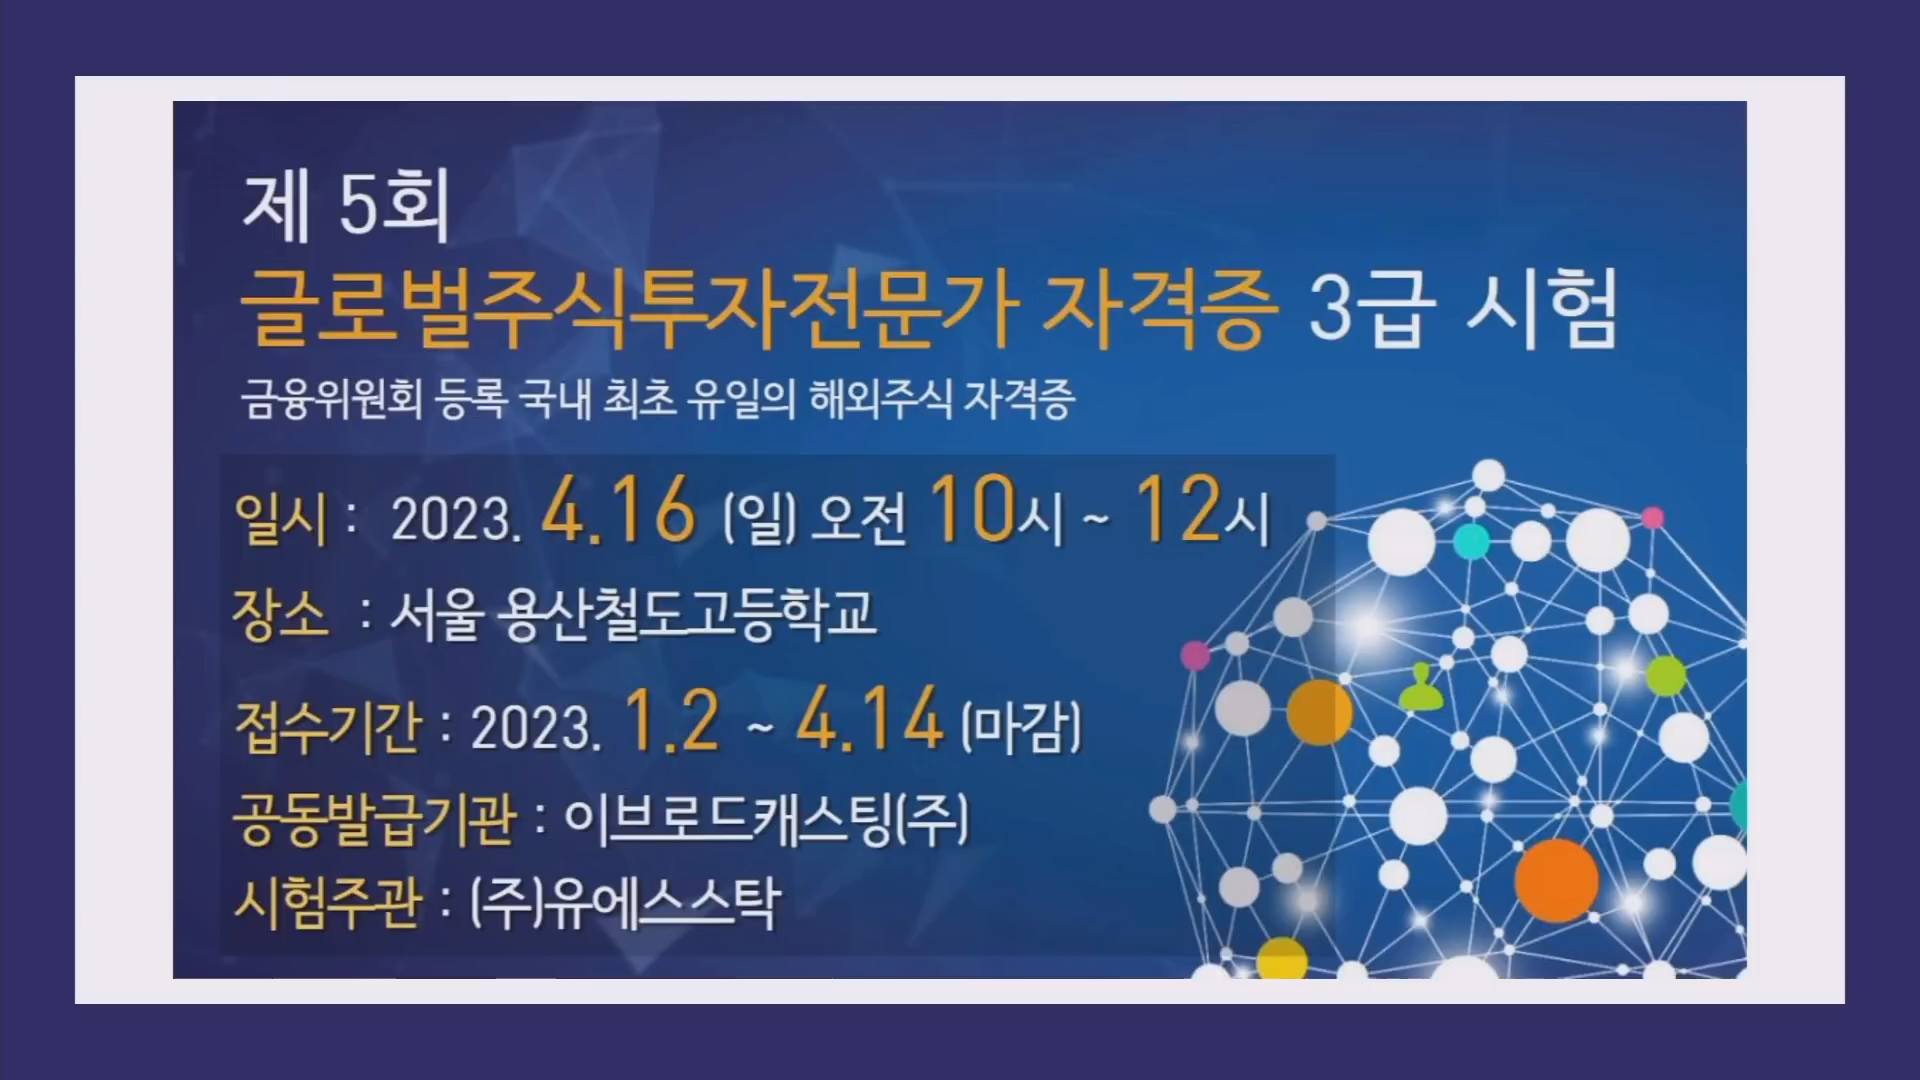 제 5회
글로벌주식투자전문가 자격증 3급 시험
금융위원회 등록 국내 최초 유일의 해외주식 자격증
일시 : 2023. 4.16 (일) 오전 10시 ~ 12시
장소 : 서울 용산철도고등학교
접수기간 : 2023. 1.2 ~ 4.14 (마감)
공동발급기관 : 이브로드캐스팅(주)
시험주관 : (주)유에스스탁